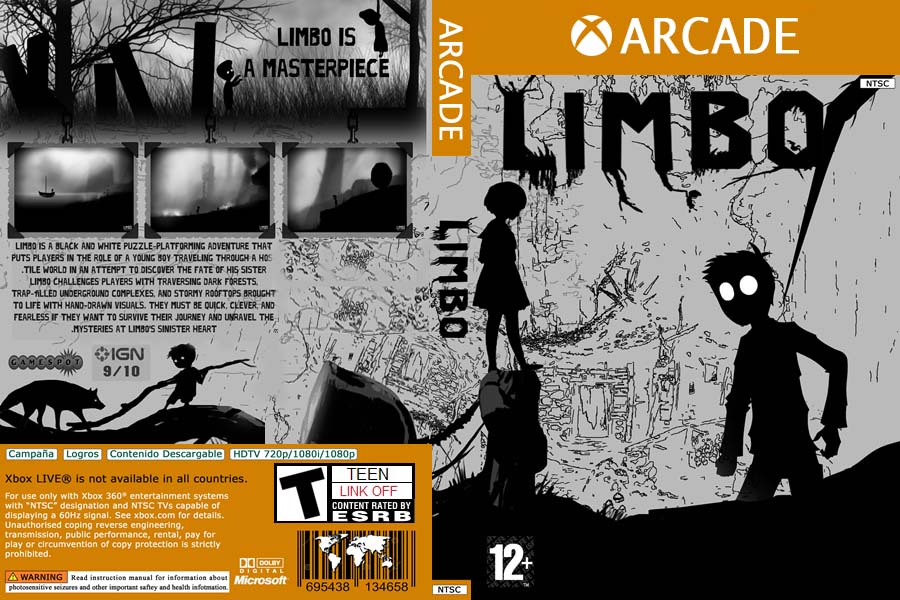 LIMBO IS
A MASTERPIECE
LIMBO IS A BLACK AND WHITE PUZZLE-PLATFORMING ADVENTURE THAT
PUTS PLAYERS IN THE ROLE OF A YOUNG BOY TRAVELING THROUGH A HOS
.TILE WORLD IN AN ATTEMPT TO DISCOVER THE FATE OF HIS SISTER
LIMBO CHALLENGES PLAYERS WITH TRAVERSING DARK FORESTS,
TRAP-FILLED UNDERGROUND COMPLEXES, AND STORMY ROOFTOPS BROUGHT
TO LIFE WITH HAND-DRAWN VISUALS. THEY MUST BE QUICK, CLEVER, AND
FEARLESS IF THEY WANT TO SURVIVE THEIR JOURNEY AND UNRAVEL THE
.MYSTERIES AT LIMBO'S SINISTER HEART
GAMESPOT
IGN
9/10
Campaña Logros Contenido Descargable HDTV 720p/1080i/1080p
Xbox LIVE® is not available in all countries.
For use only with Xbox 360® entertainment systems
with "NTSC" designation and NTSC TVs capable of
displaying a 60Hz signal. See xbox.com for details.
Unauthorised coping reverse engineering,
transmission, public performance, rental, pay for
play or circumvention of copy protection is strictly
prohibited.
WARNING Read instruction manual for information about
photosensitive seizures and other important saftey and health infotmation.
DOLBY
DIGITAL
Microsoft
T
TEEN
LINK OFF
CONTENT RATED BY
ESRB
695438 134658
ARCADE
LIMBO
NTSC
ARCADE
NTSC
LIMBO
12+